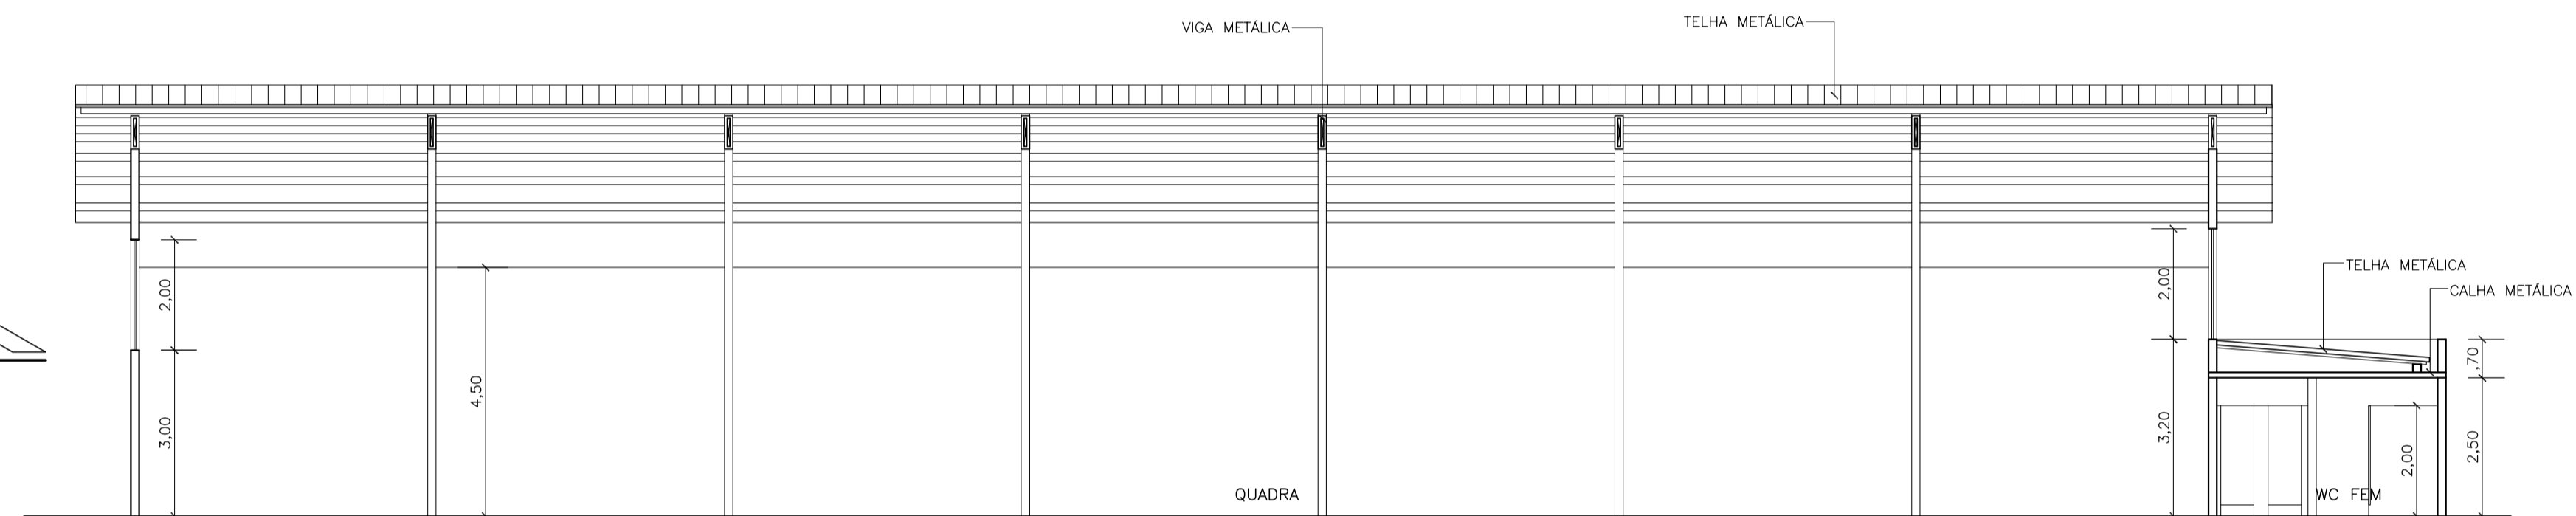 VIGA METÁLICA
TELHA METÁLICA
TELHA METÁLICA
CALHA METÁLICA
2,00
3,00
4,50
2,00
3,20
,70
2,50
2,00
QUADRA
WC FEM